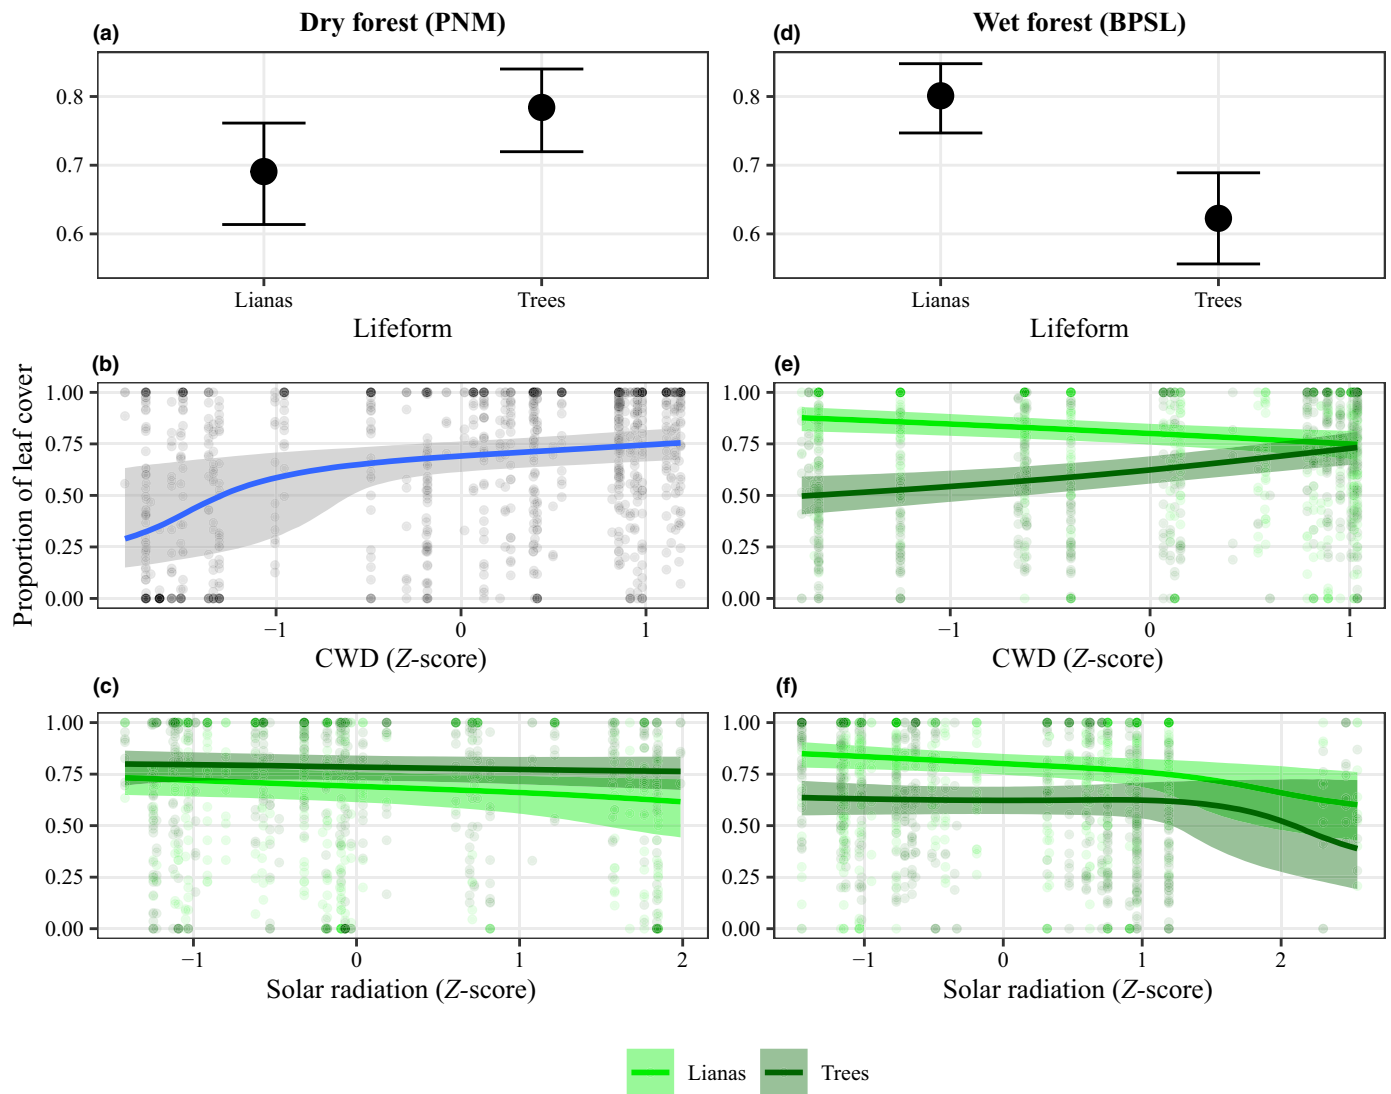 Dry forest (PNM)
Wet forest (BPSL)
(a)
0.8
0.7
0.6
Lianas
Trees
Lifeform
(d)
0.8
0.7
0.6
Lianas
Trees
Lifeform
Proportion of leaf cover
(b)
1.00
0.75
0.50
0.25
0.00
−1
0
1
CWD (Z-score)
(e)
1.00
0.75
0.50
0.25
0.00
−1
0
1
CWD (Z-score)
(c)
1.00
0.75
0.50
0.25
0.00
−1
0
1
2
Solar radiation (Z-score)
(f)
1.00
0.75
0.50
0.25
0.00
−1
0
1
2
Solar radiation (Z-score)
Lianas
Trees